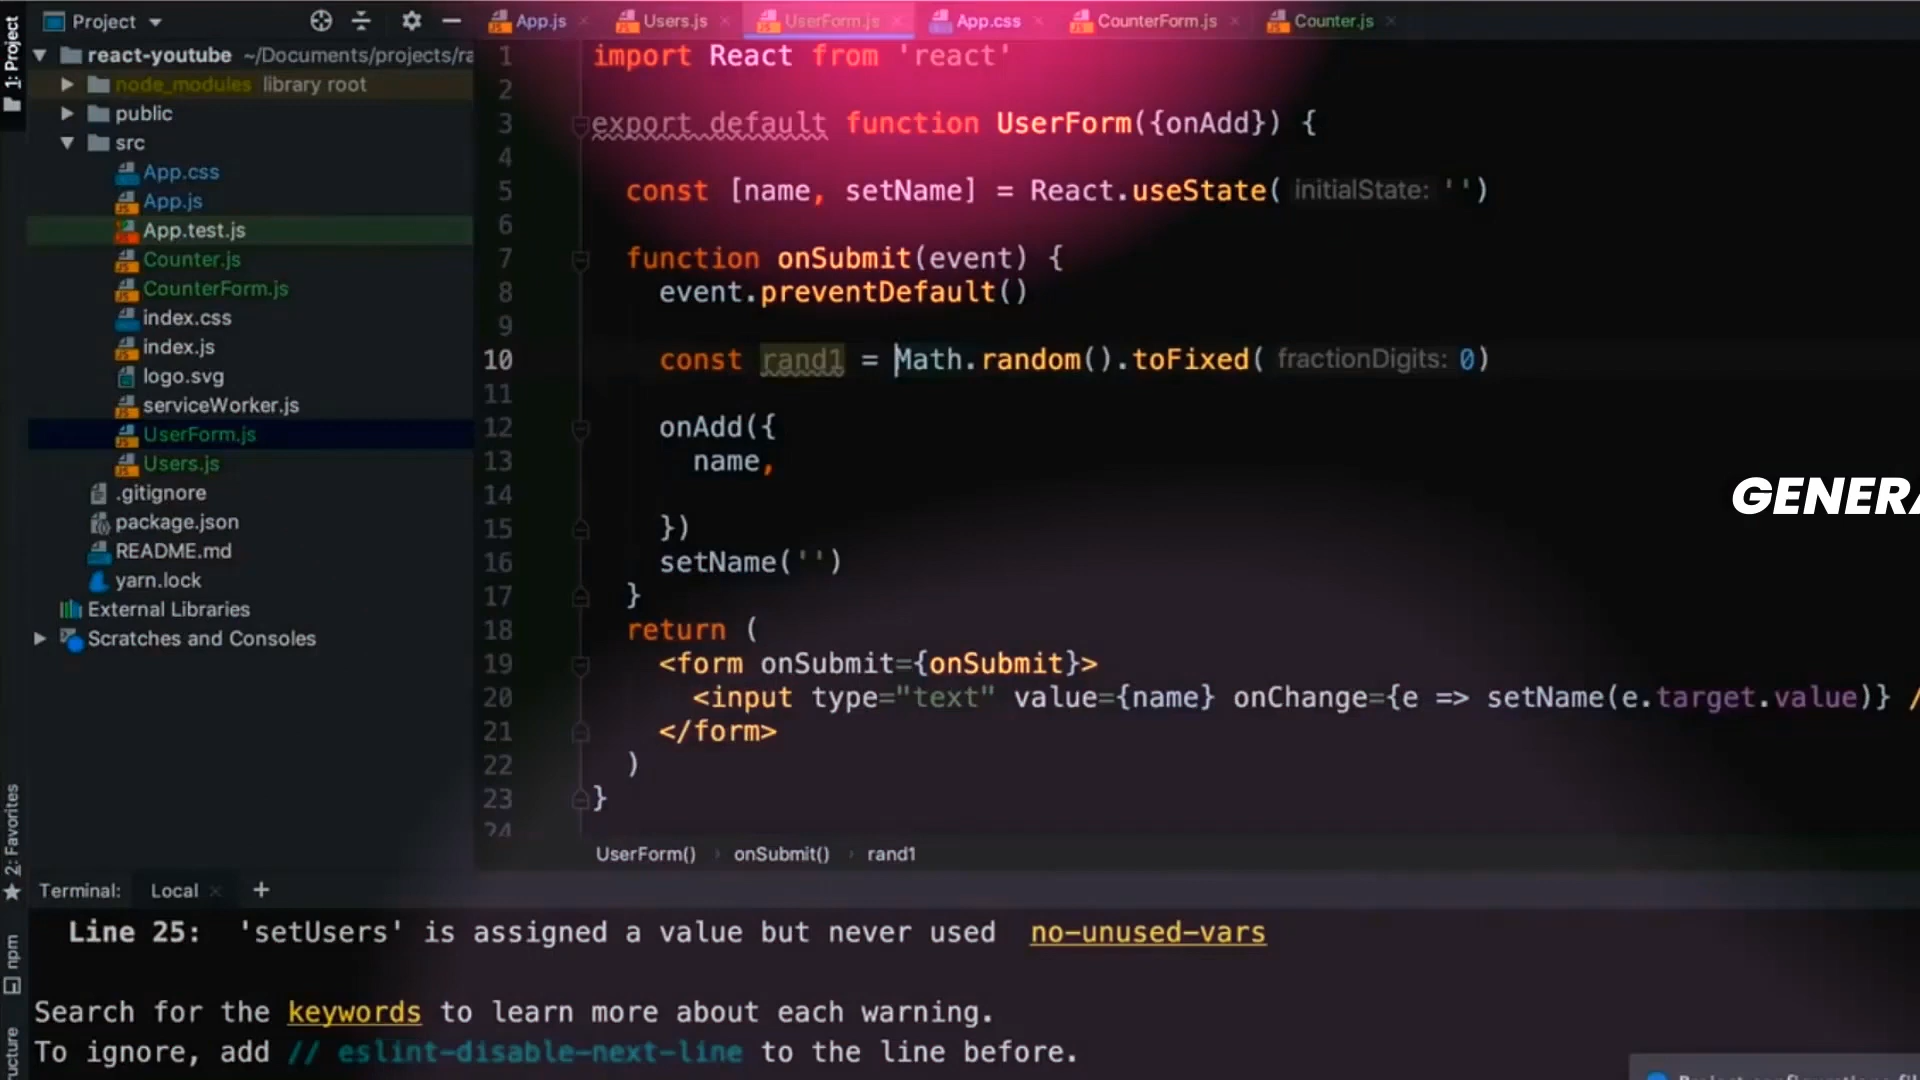 1: Project
Project
App.js
Users.js
UserForm.js
App.css
CounterForm.js
Counter.js
react-youtube ~/Documents/projects/ra
node_modules library root
public
src
App.css
App.js
App.test.js
Counter.js
CounterForm.js
index.css
index.js
logo.svg
serviceWorker.js
UserForm.js
Users.js
.gitignore
package.json
README.md
yarn.lock
External Libraries
Scratches and Consoles
1 import React from 'react'
2
3 export default function UserForm({onAdd}) {
4
5 const [name, setName] = React.useState( initialState: '')
6
7 function onSubmit(event) {
8 event.preventDefault()
9
10 const rand1 = Math.random().toFixed( fractionDigits: 0)
11
12 onAdd({
13 name,
14
15 })
16 setName('')
17 }
18 return (
19 <form onSubmit={onSubmit}>
20 <input type="text" value={name} onChange={e => setName(e.target.value)} /
21 </form>
22 )
23 }
24
GENERA
UserForm() › onSubmit() › rand1
2: Favorites
npm
Terminal: Local +
Line 25: 'setUsers' is assigned a value but never used no-unused-vars
Search for the keywords to learn more about each warning.
To ignore, add // eslint-disable-next-line to the line before.